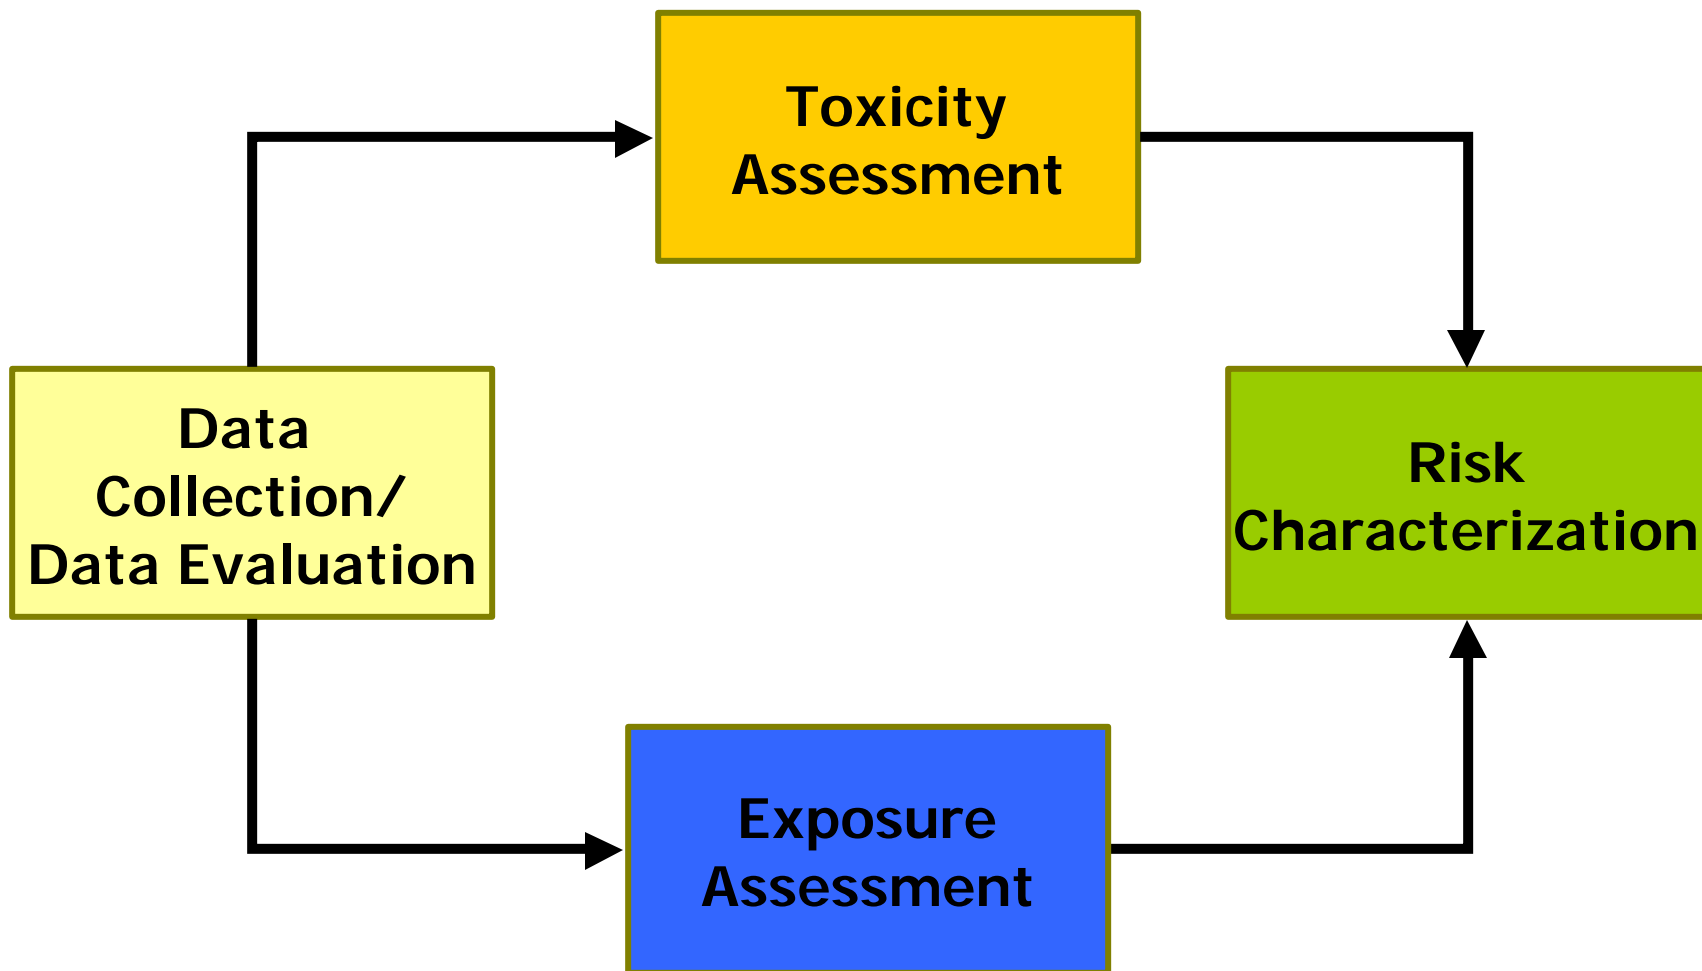 Toxicity
Assessment
Data
Collection/
Data Evaluation
Risk
Characterization
Exposure
Assessment